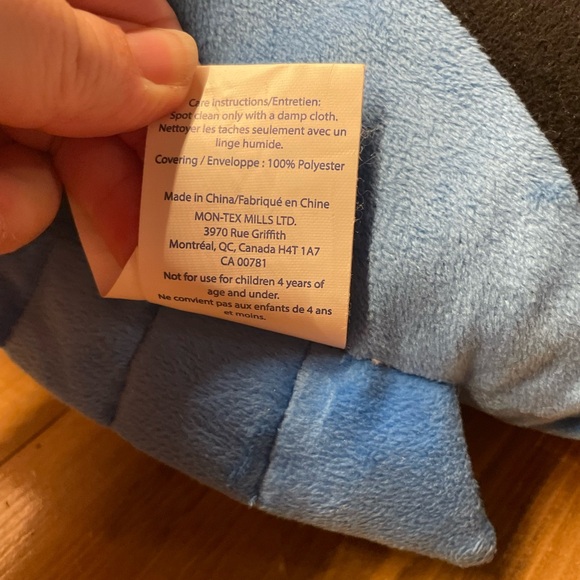 Care Instructions/Entretien:
Spot clean only with a damp cloth.
Nettoyer les taches seulement avec un
linge humide.
Covering / Enveloppe : 100% Polyester
Made in China/Fabriqué en Chine
MON-TEX MILLS LTD.
3970 Rue Griffith
Montréal, QC, Canada H4T 1A7
CA 00781
Not for use for children 4 years of
age and under.
Ne convient pas aux enfants de 4 ans
et moins.